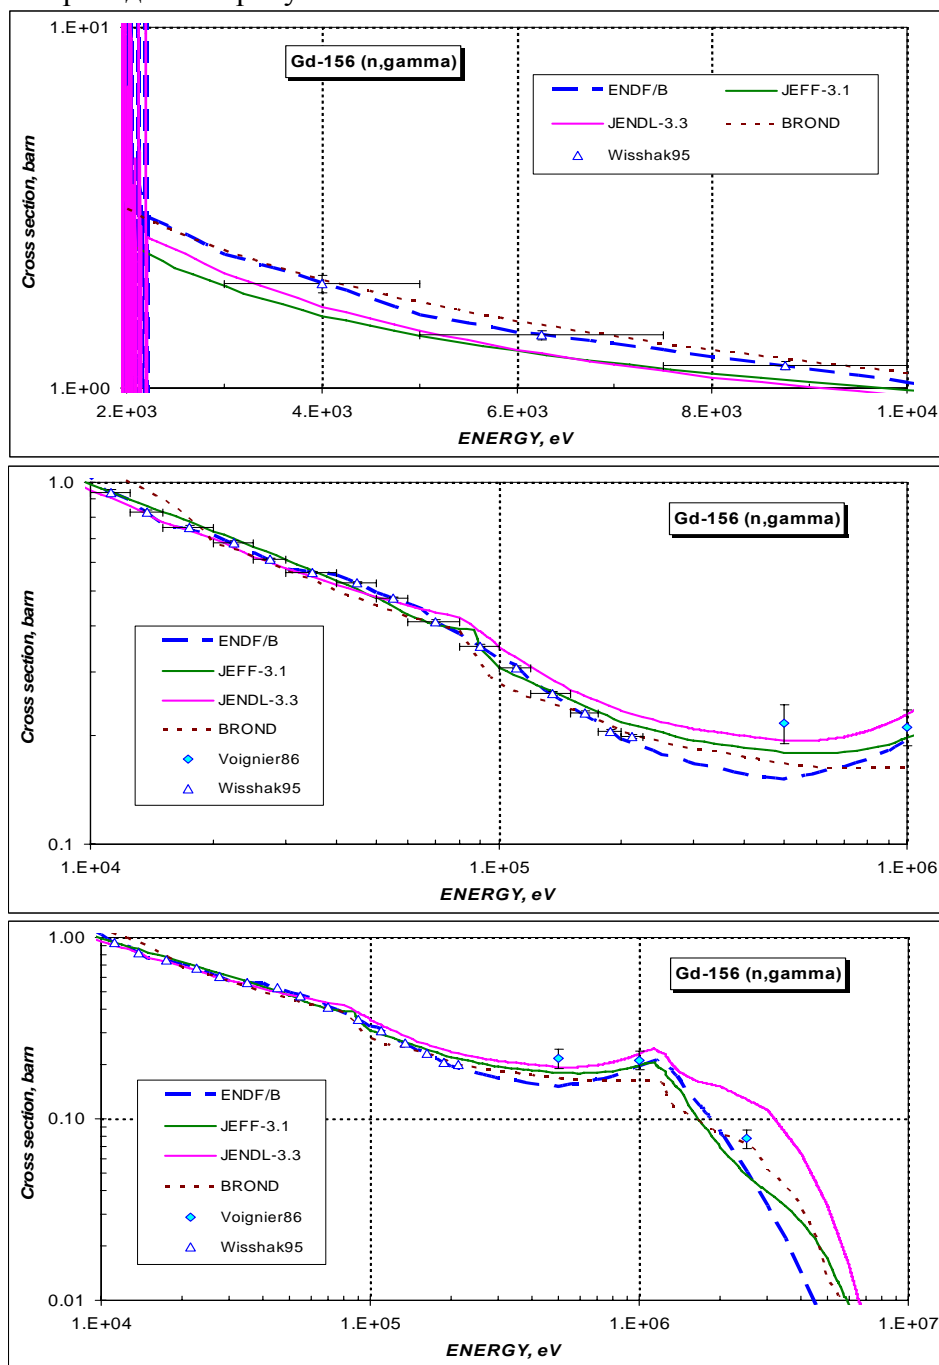 1.E+01
Gd-156 (n,gamma)
ENDF/B
JEFF-3.1
JENDL-3.3
BROND
Wisshak95
Cross section, barn
1.E+00
2.E+03
4.E+03
6.E+03
8.E+03
1.E+04
ENERGY, eV
1.0
Gd-156 (n,gamma)
Cross section, barn
ENDF/B
JEFF-3.1
JENDL-3.3
BROND
Voignier86
Wisshak95
0.1
1.E+04
1.E+05
1.E+06
ENERGY, eV
1.00
Gd-156 (n,gamma)
Cross section, barn
0.10
ENDF/B
JEFF-3.1
JENDL-3.3
BROND
Voignier86
Wisshak95
0.01
1.E+04
1.E+05
1.E+06
1.E+07
ENERGY, eV